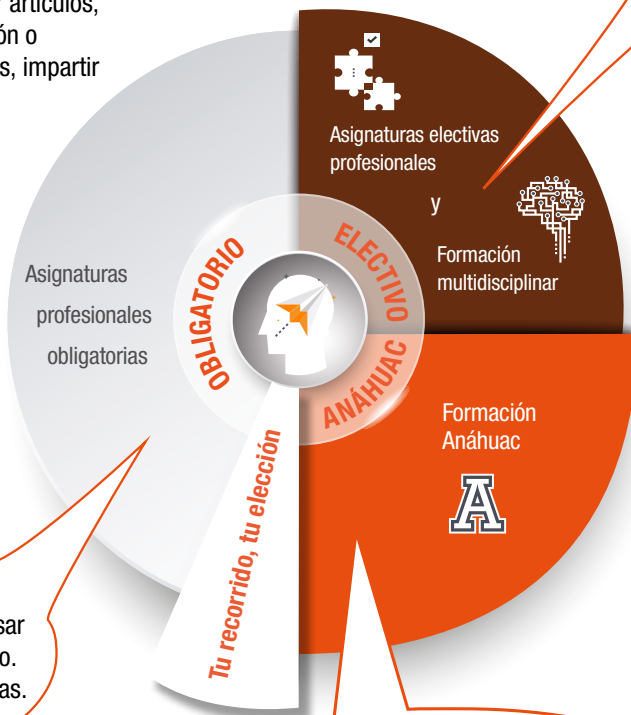 artículos,
ón o
s, impartir
Asignaturas electivas
profesionales
y
Formación
multidisciplinar
Asignaturas
profesionales
obligatorias
OBLIGATORIO
ELECTIVO
ANÁHUAC
Formación
Anáhuac
A
Tu recorrido, tu elección
sar
o.
as.